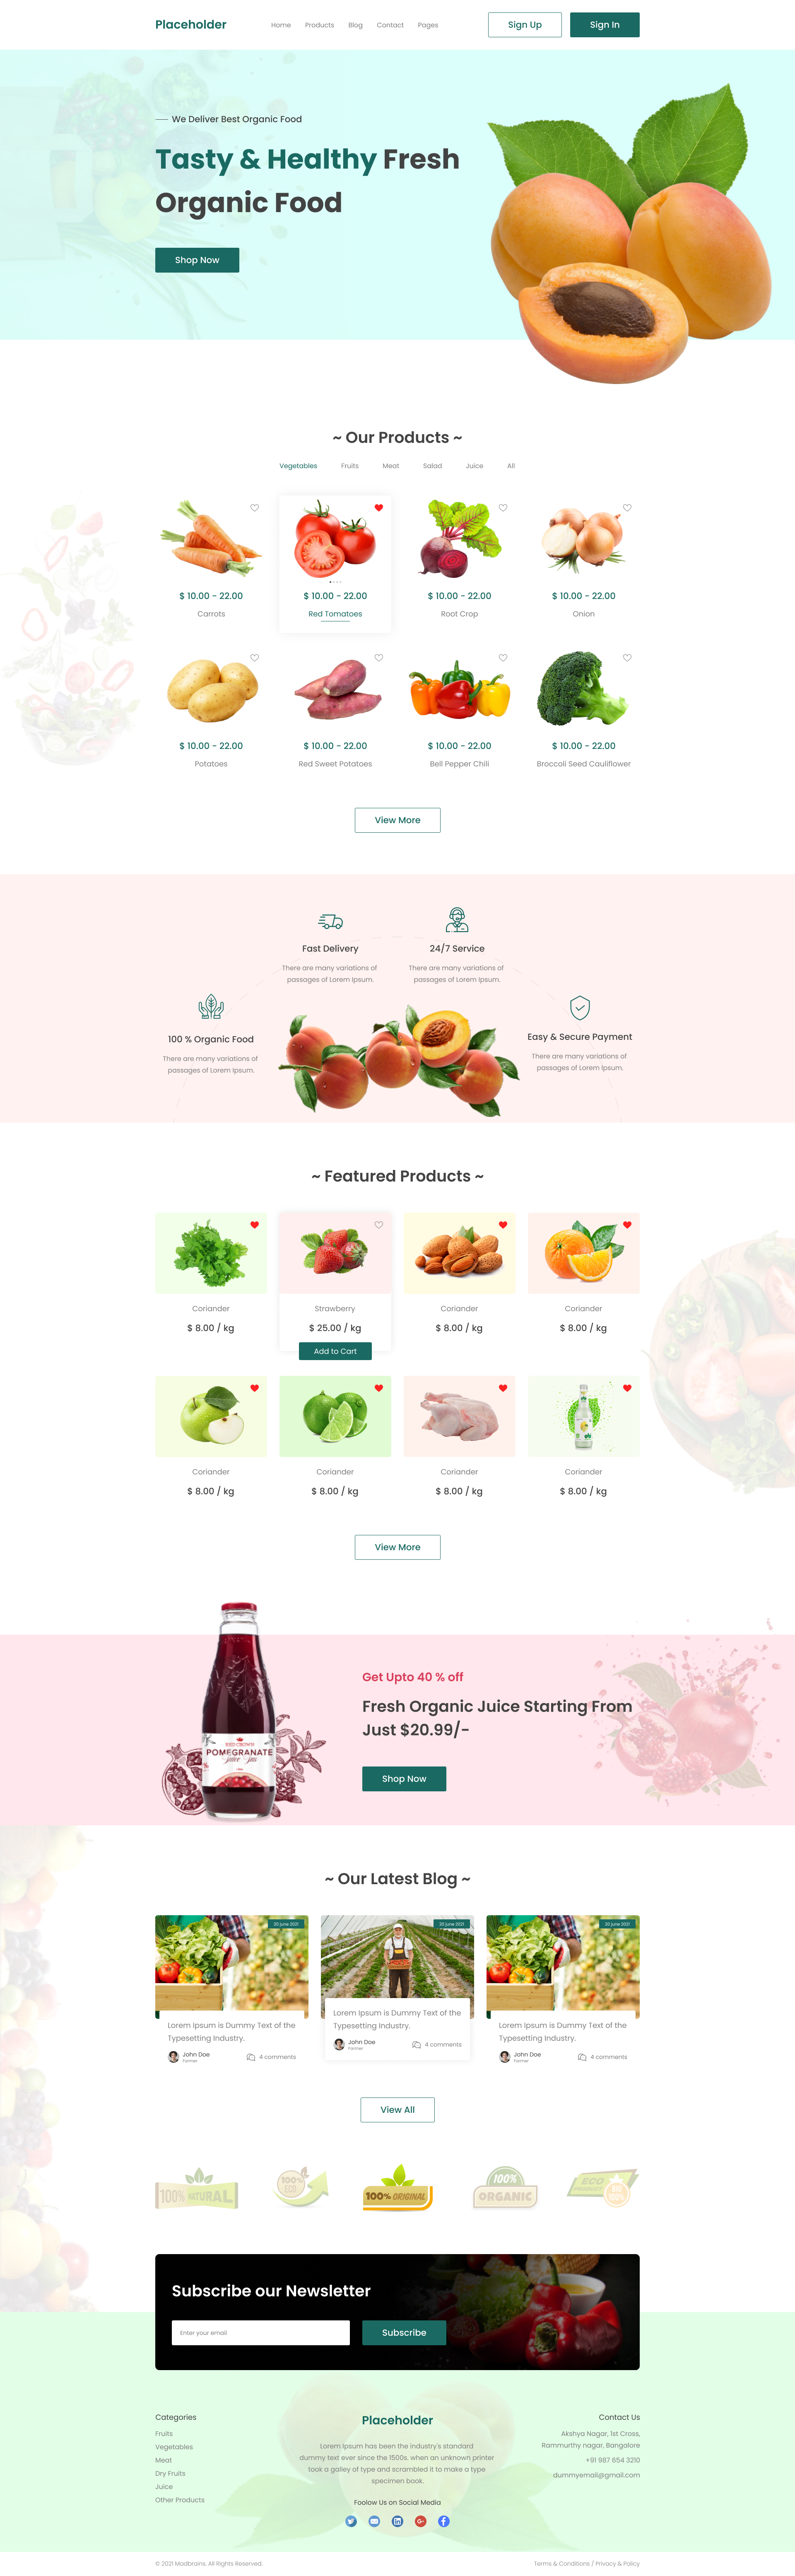 Placeholder
Home Products Blog Contact Pages
Sign Up
Sign In
We Deliver Best Organic Food
Tasty & Healthy Fresh
Organic Food
Shop Now
~ Our Products ~
Vegetables Fruits Meat Salad Juice All
$ 10.00 - 22.00
Carrots
$ 10.00 - 22.00
Red Tomatoes
$ 10.00 - 22.00
Root Crop
$ 10.00 - 22.00
Onion
$ 10.00 - 22.00
Potatoes
$ 10.00 - 22.00
Red Sweet Potatoes
$ 10.00 - 22.00
Bell Pepper Chili
$ 10.00 - 22.00
Broccoli Seed Cauliflower
View More
Fast Delivery
There are many variations of
passages of Lorem Ipsum.
24/7 Service
There are many variations of
passages of Lorem Ipsum.
100 % Organic Food
There are many variations of
passages of Lorem Ipsum.
Easy & Secure Payment
There are many variations of
passages of Lorem Ipsum.
~ Featured Products ~
Coriander
$ 8.00 / kg
Strawberry
$ 25.00 / kg
Add to Cart
Coriander
$ 8.00 / kg
Coriander
$ 8.00 / kg
Coriander
$ 8.00 / kg
Coriander
$ 8.00 / kg
Coriander
$ 8.00 / kg
Coriander
$ 8.00 / kg
View More
RED CROWN
POMEGRANATE
Get Upto 40 % off
Fresh Organic Juice Starting From
Just $20.99/-
Shop Now
~ Our Latest Blog ~
20 june 2021
Lorem Ipsum is Dummy Text of the
Typesetting Industry.
John Doe
Farmer
4 comments
20 june 2021
Lorem Ipsum is Dummy Text of the
Typesetting Industry.
John Doe
Farmer
4 comments
20 june 2021
Lorem Ipsum is Dummy Text of the
Typesetting Industry.
John Doe
Farmer
4 comments
View All
100% NATURAL
100%
ECO
100% ORIGINAL
100%
ORGANIC
ECO
PRODUCT
Subscribe our Newsletter
Enter your email
Subscribe
Categories
Fruits
Vegetables
Meat
Dry Fruits
Juice
Other Products
Placeholder
Lorem Ipsum has been the industry's standard
dummy text ever since the 1500s, when an unknown printer
took a galley of type and scrambled it to make a type
specimen book.
Foolow Us on Social Media
Contact Us
Akshya Nagar, 1st Cross,
Rammurthy nagar, Bangalore
+91 987 654 3210
dummyemail@gmail.com
© 2021 Madbrains. All Rights Reserved
Terms & Conditions / Privacy & Policy